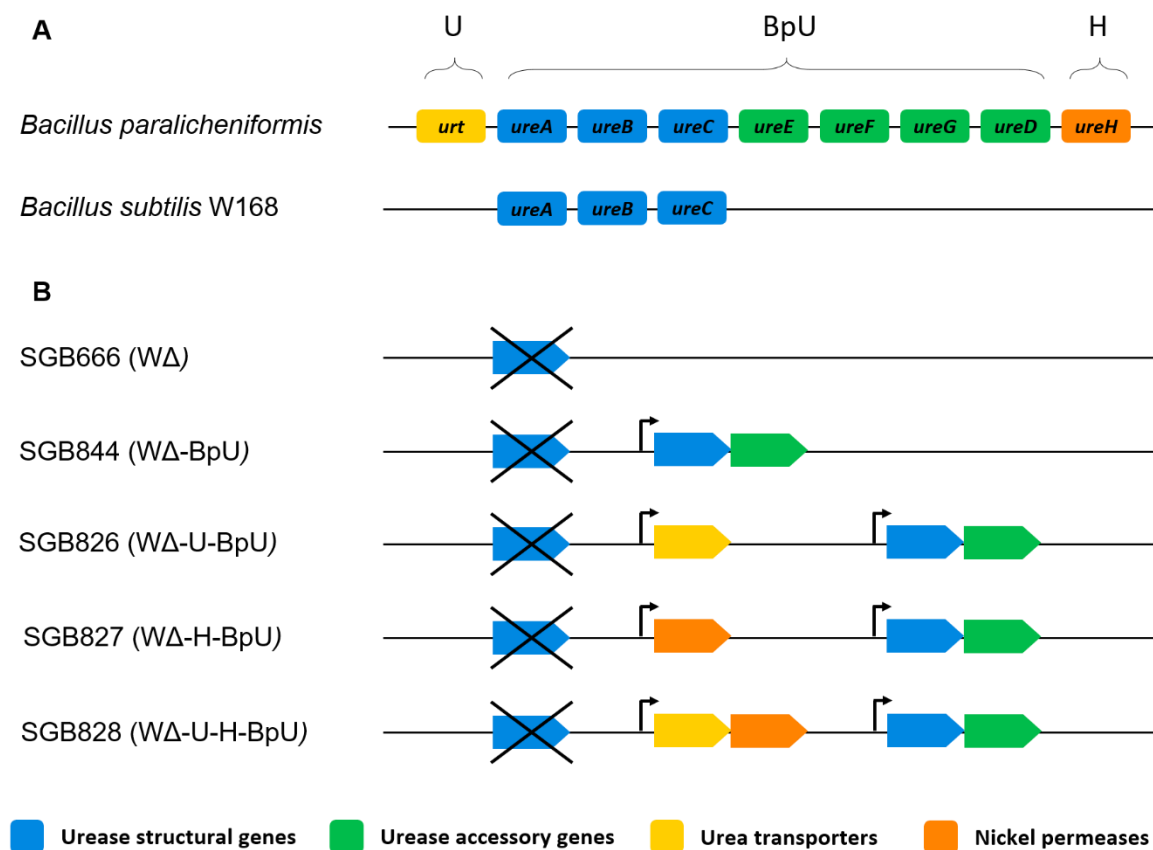 A
U BpU H
Bacillus paralicheniformis urt ureA ureB ureC ureE ureF ureG ureD ureH
Bacillus subtilis W168 ureA ureB ureC
B
SGB666 (WΔ)
SGB844 (WΔ-BpU)
SGB826 (WΔ-U-BpU)
SGB827 (WΔ-H-BpU)
SGB828 (WΔ-U-H-BpU)
Urease structural genes Urease accessory genes Urea transporters Nickel permeases